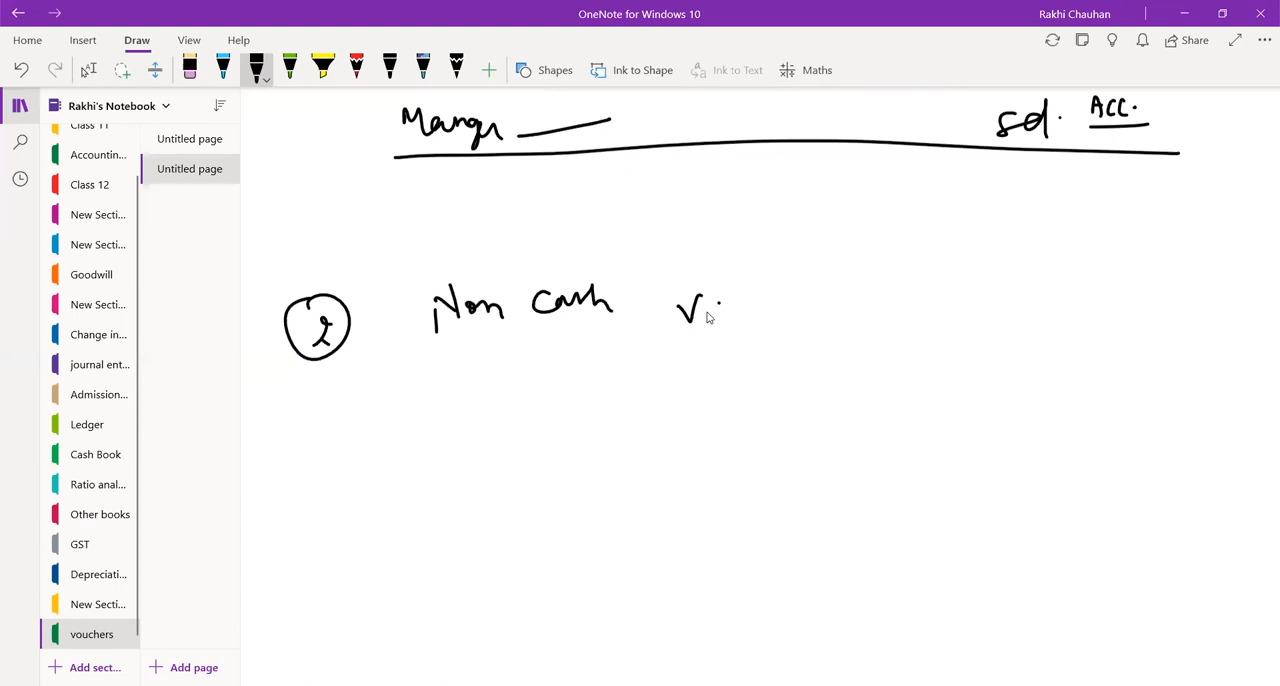 OneNote for Windows 10
Rakhi Chauhan
Home Insert Draw View Help
Share
Shapes Ink to Shape Ink to Text Maths
Rakhi's Notebook
Class 11
Accountin...
Class 12
New Secti...
New Secti...
Goodwill
New Secti...
Change in...
journal ent...
Admission...
Ledger
Cash Book
Ratio anal...
Other books
GST
Depreciati...
New Secti...
vouchers
Add sect...
Untitled page
Untitled page
Add page
sd. Acc.
2 Non Cash V